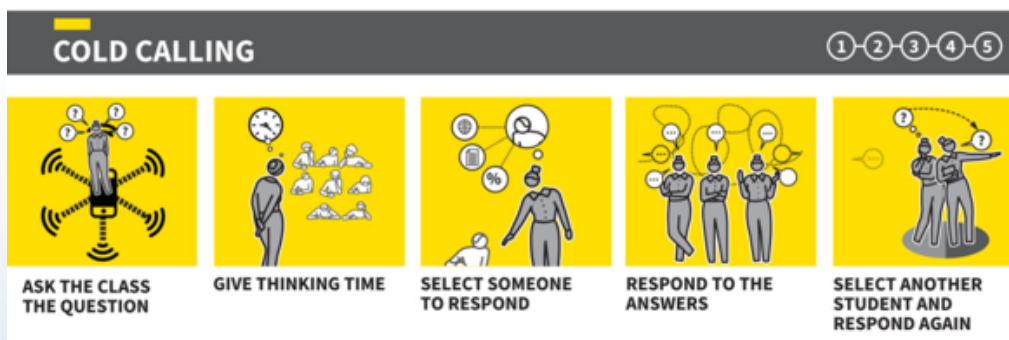 COLD CALLING
1 2 3 4 5
? ? ? ?
%
... ... ...
... ...
...
? ?
...
ASK THE CLASS
THE QUESTION
GIVE THINKING TIME
SELECT SOMEONE
TO RESPOND
RESPOND TO THE
ANSWERS
SELECT ANOTHER
STUDENT AND
RESPOND AGAIN